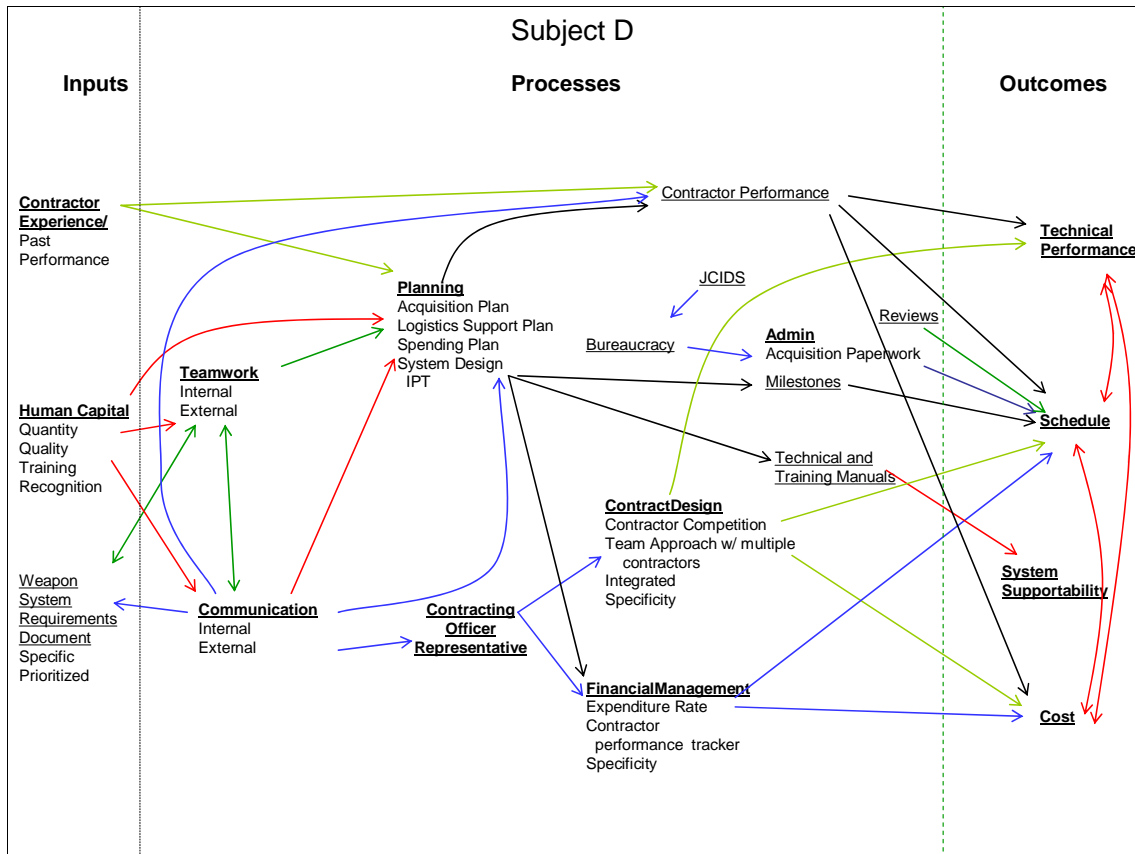 Subject D
Inputs
Processes
Outcomes
Contractor
Experience/
Past
Performance
Human Capital
Quantity
Quality
Training
Recognition
Weapon
System
Requirements
Document
Specific
Prioritized
Teamwork
Internal
External
Communication
Internal
External
Planning
Acquisition Plan
Logistics Support Plan
Spending Plan
System Design
IPT
Contracting
Officer
Representative
Contractor Performance
JCIDS
Bureaucracy
Admin
Acquisition Paperwork
Milestones
Reviews
Technical and
Training Manuals
ContractDesign
Contractor Competition
Team Approach w/ multiple
contractors
Integrated
Specificity
FinancialManagement
Expenditure Rate
Contractor
performance tracker
Specificity
Technical
Performance
Schedule
System
Supportability
Cost